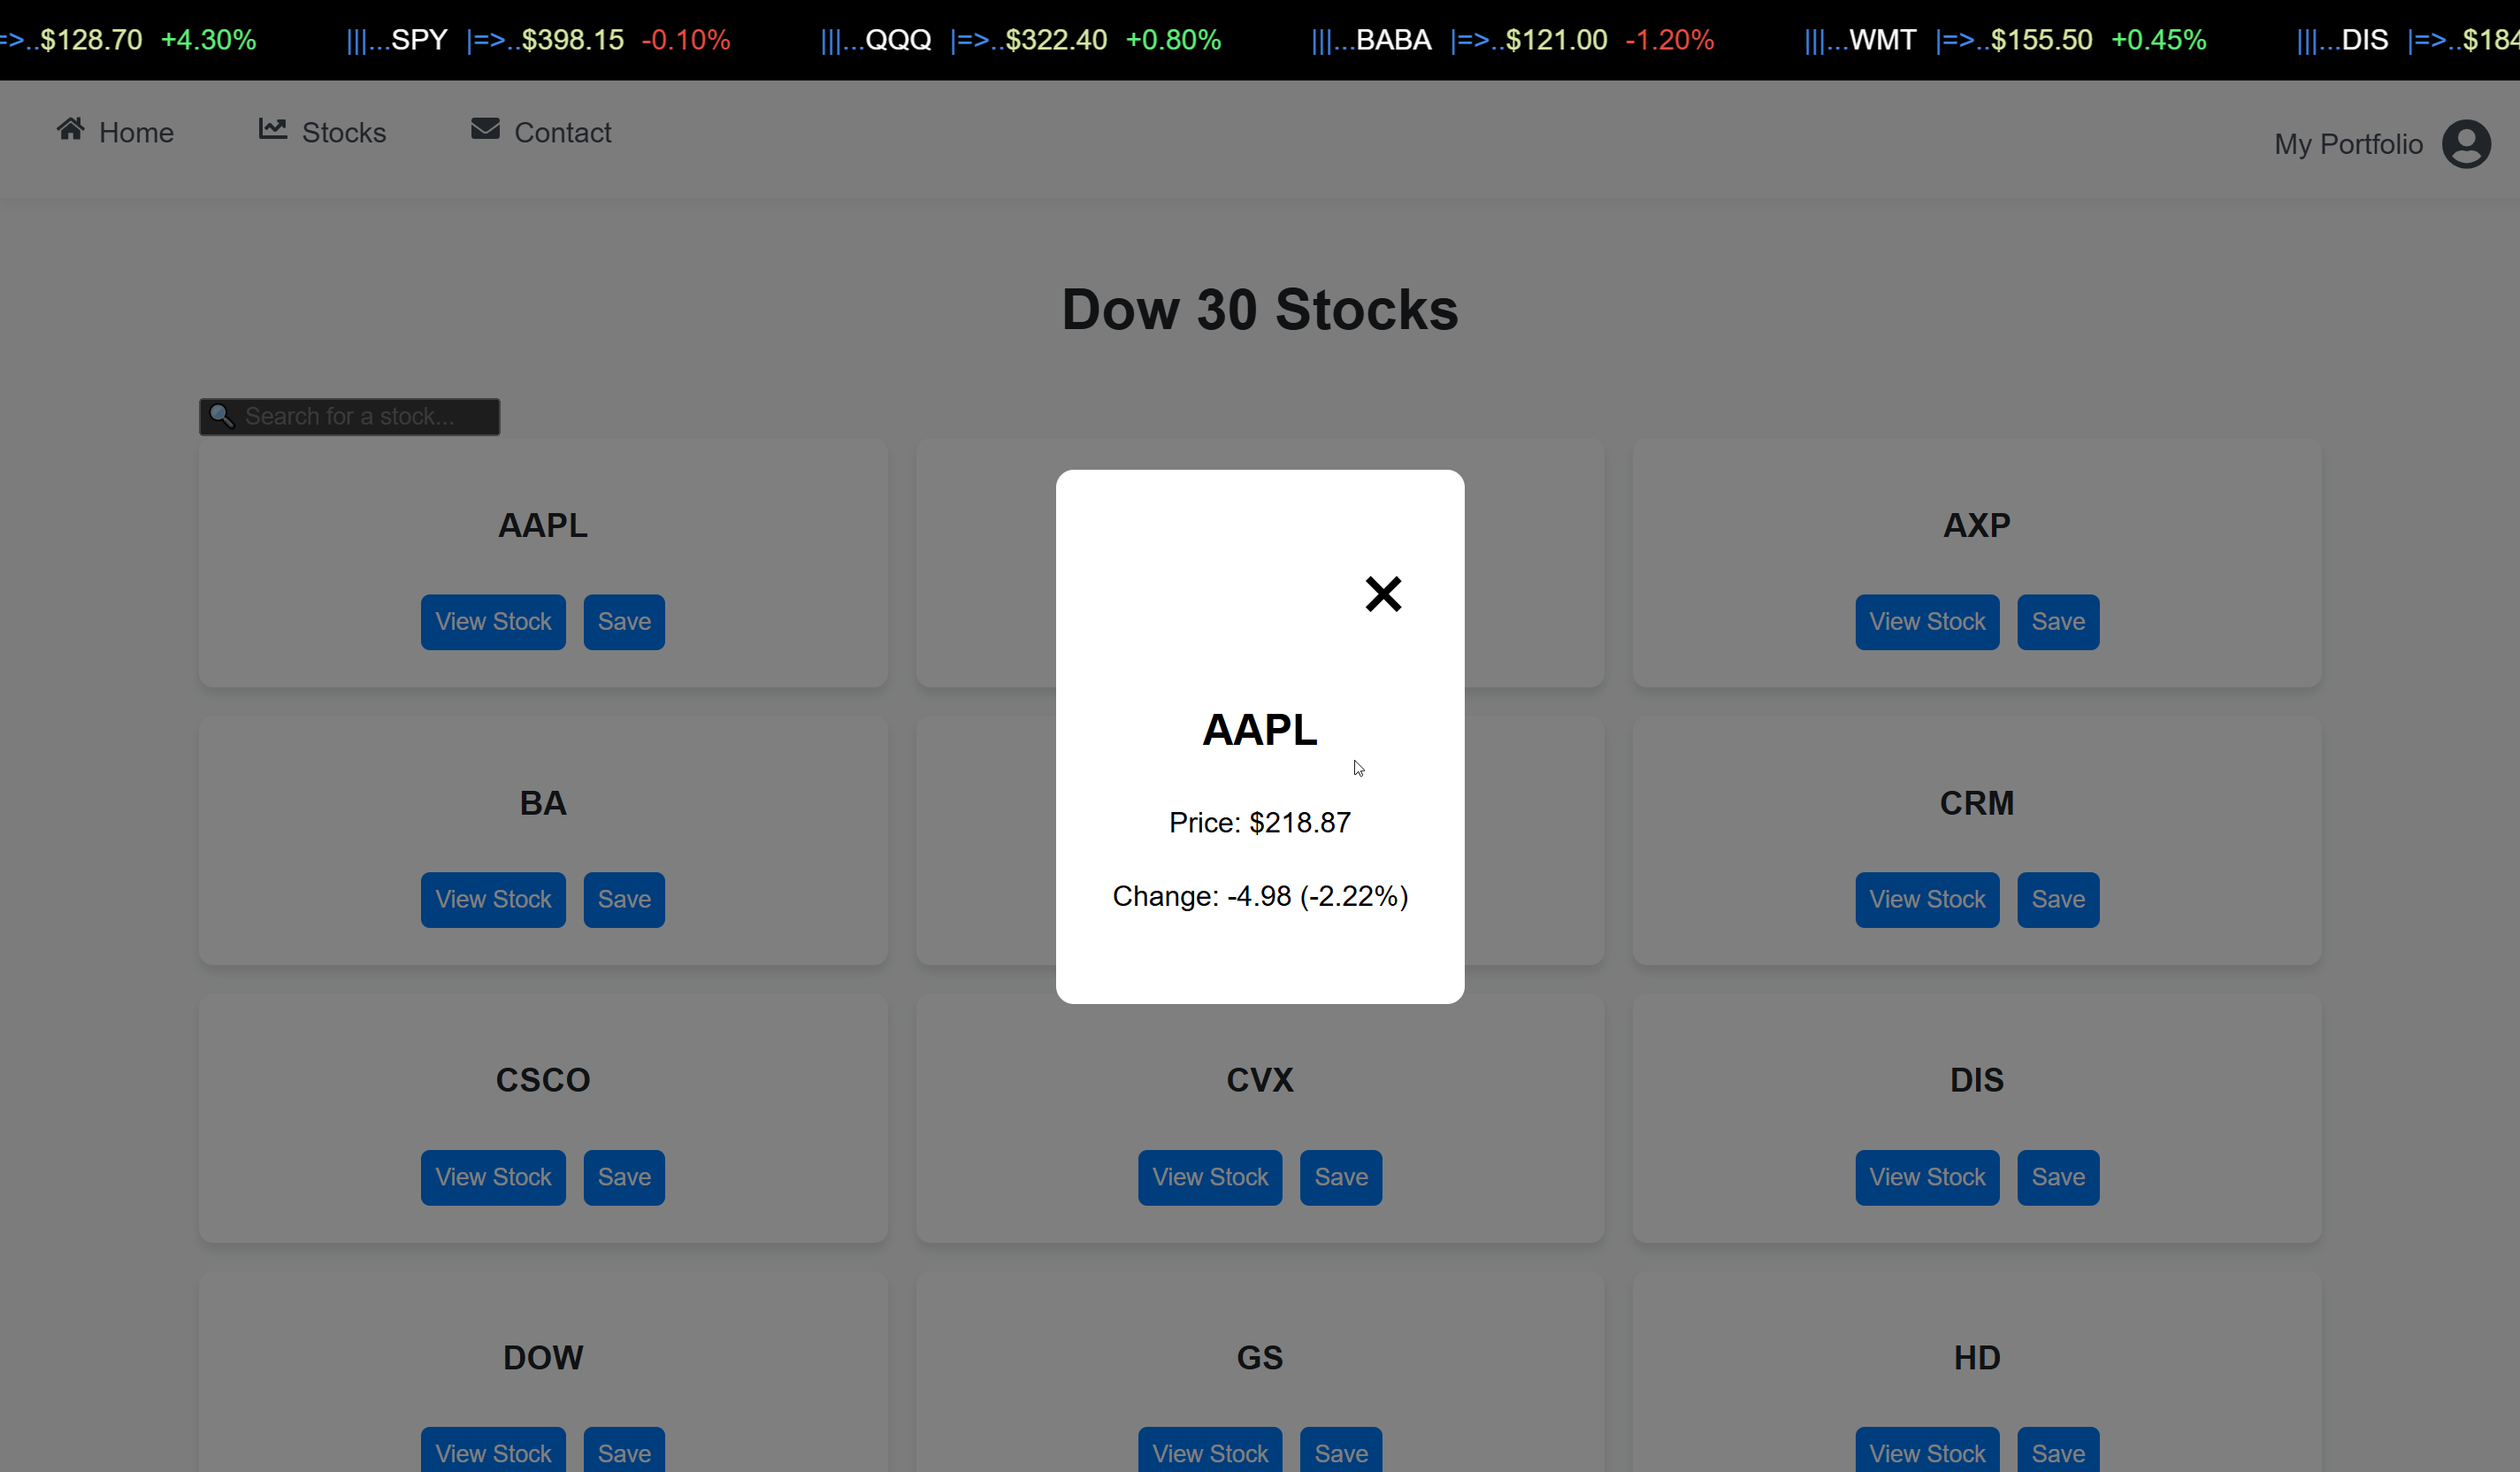 =>..$128.70 +4.30% |||...SPY |=>..$398.15 -0.10% |||...QQQ |=>..$322.40 +0.80% |||...BABA |=>..$121.00 -1.20% |||...WMT |=>..$155.50 +0.45% |||...DIS |=>..$184
Home Stocks Contact My Portfolio
Dow 30 Stocks
Search for a stock...
AAPL
View Stock Save
AXP
View Stock Save
AAPL
Price: $218.87
Change: -4.98 (-2.22%)
BA
View Stock Save
CRM
View Stock Save
CSCO
View Stock Save
CVX
View Stock Save
DIS
View Stock Save
DOW
View Stock Save
GS
View Stock Save
HD
View Stock Save